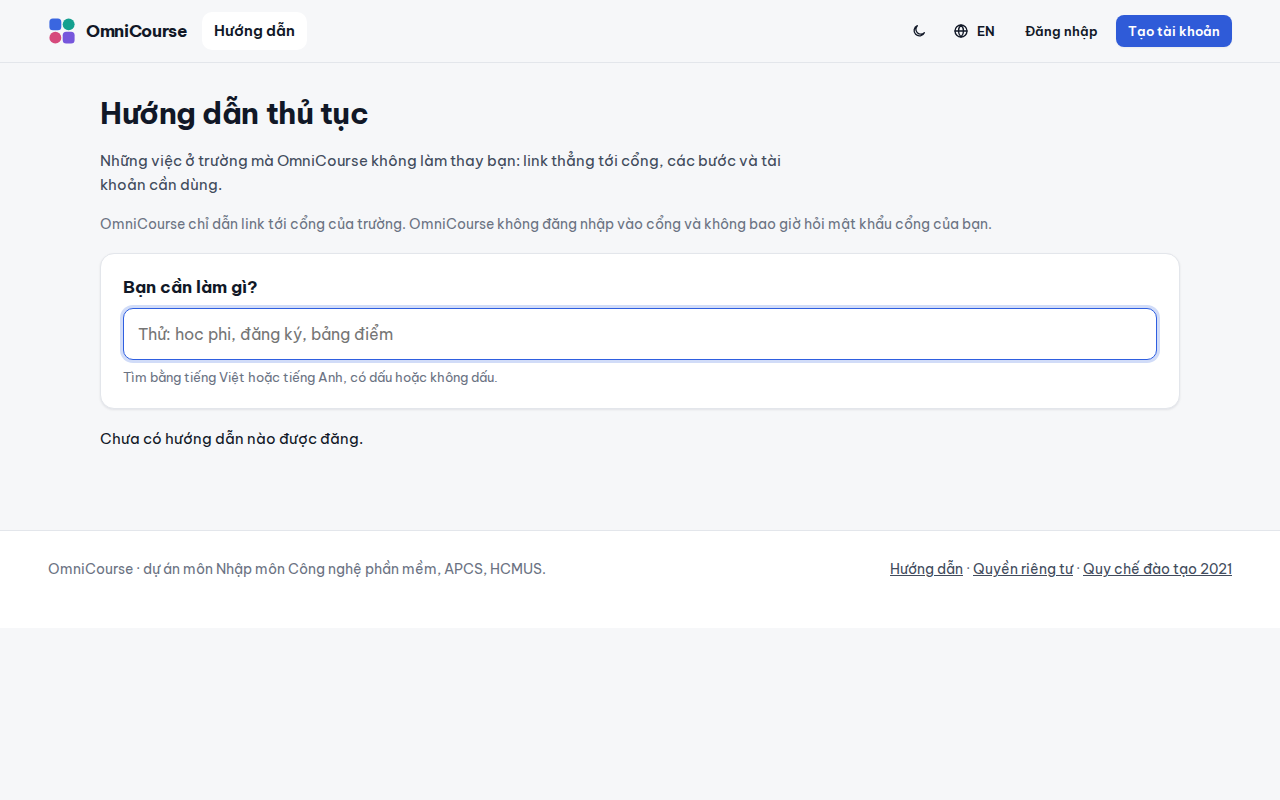 OmniCourse
Hướng dẫn
EN
Đăng nhập
Tạo tài khoản
Hướng dẫn thủ tục
Những việc ở trường mà OmniCourse không làm thay bạn: link thẳng tới cổng, các bước và tài
khoản cần dùng.
OmniCourse chỉ dẫn link tới cổng của trường. OmniCourse không đăng nhập vào cổng và không bao giờ hỏi mật khẩu cổng của bạn.
Bạn cần làm gì?
Thử: hoc phi, đăng ký, bảng điểm
Tìm bằng tiếng Việt hoặc tiếng Anh, có dấu hoặc không dấu.
Chưa có hướng dẫn nào được đăng.
OmniCourse · dự án môn Nhập môn Công nghệ phần mềm, APCS, HCMUS.
Hướng dẫn · Quyền riêng tư · Quy chế đào tạo 2021